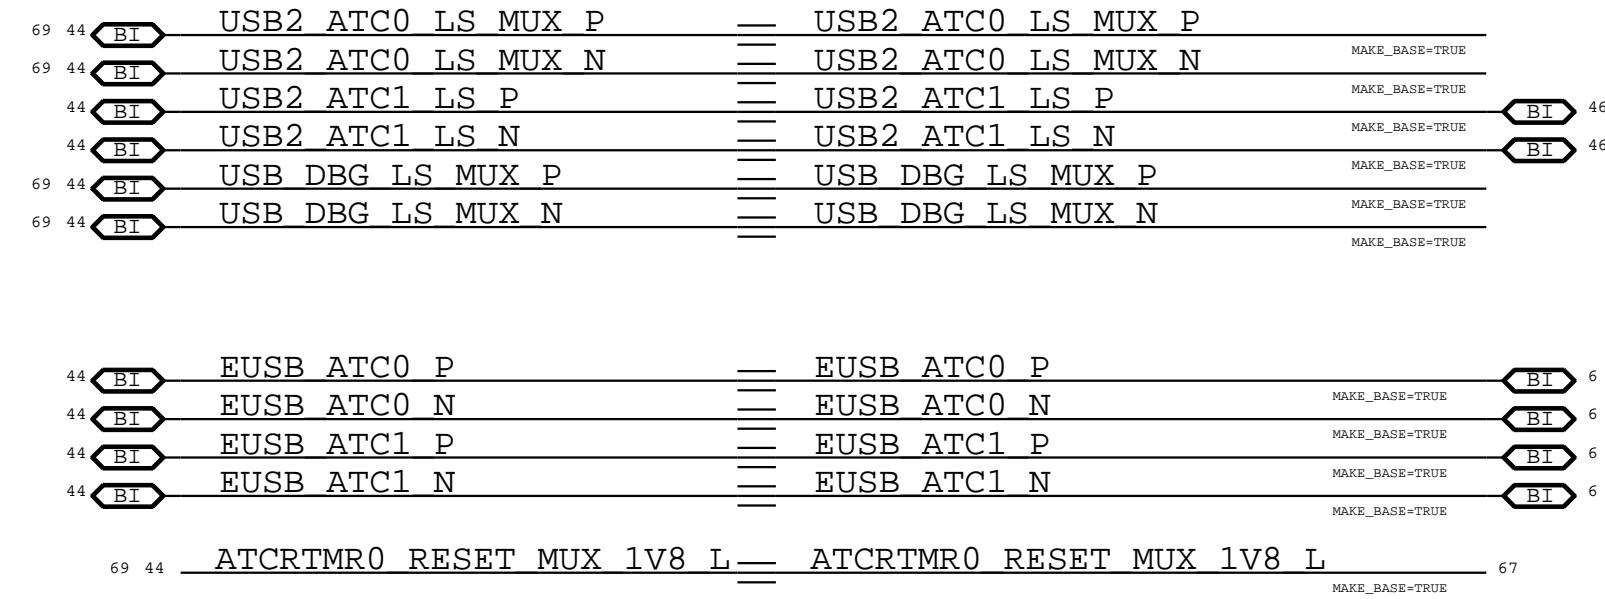 69 44 BI USB2_ATC0_LS_MUX_P USB2_ATC0_LS_MUX_P
MAKE_BASE=TRUE
69 44 BI USB2_ATC0_LS_MUX_N USB2_ATC0_LS_MUX_N
MAKE_BASE=TRUE
44 BI USB2_ATC1_LS_P USB2_ATC1_LS_P BI 46
MAKE_BASE=TRUE
44 BI USB2_ATC1_LS_N USB2_ATC1_LS_N BI 46
MAKE_BASE=TRUE
69 44 BI USB_DBG_LS_MUX_P USB_DBG_LS_MUX_P
MAKE_BASE=TRUE
69 44 BI USB_DBG_LS_MUX_N USB_DBG_LS_MUX_N
MAKE_BASE=TRUE
44 BI EUSB_ATC0_P EUSB_ATC0_P BI 6
MAKE_BASE=TRUE
44 BI EUSB_ATC0_N EUSB_ATC0_N BI 6
MAKE_BASE=TRUE
44 BI EUSB_ATC1_P EUSB_ATC1_P BI 6
MAKE_BASE=TRUE
44 BI EUSB_ATC1_N EUSB_ATC1_N BI 6
MAKE_BASE=TRUE
69 44 ATCRTMR0_RESET_MUX_1V8_L ATCRTMR0_RESET_MUX_1V8_L 67
MAKE_BASE=TRUE